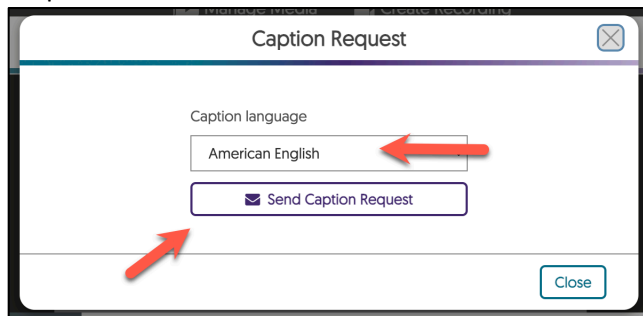 Manage Media Create Recording
Caption Request
Caption language
American English
Send Caption Request
Close